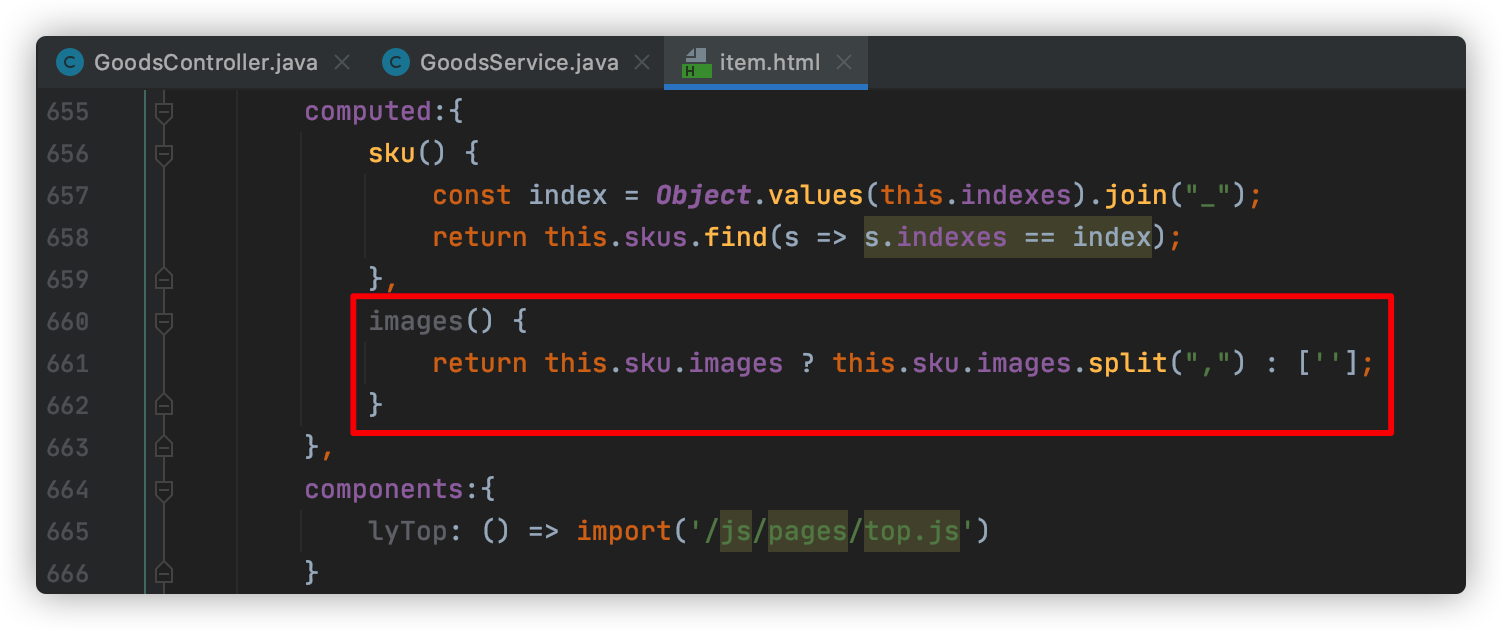 GoodsController.java GoodsService.java item.html
655 computed:{
656 sku() {
657 const index = Object.values(this.indexes).join("_");
658 return this.skus.find(s => s.indexes == index);
659 },
660 images() {
661 return this.sku.images ? this.sku.images.split(",") : [''];
662 }
663 },
664 components:{
665 lyTop: () => import('/js/pages/top.js')
666 }